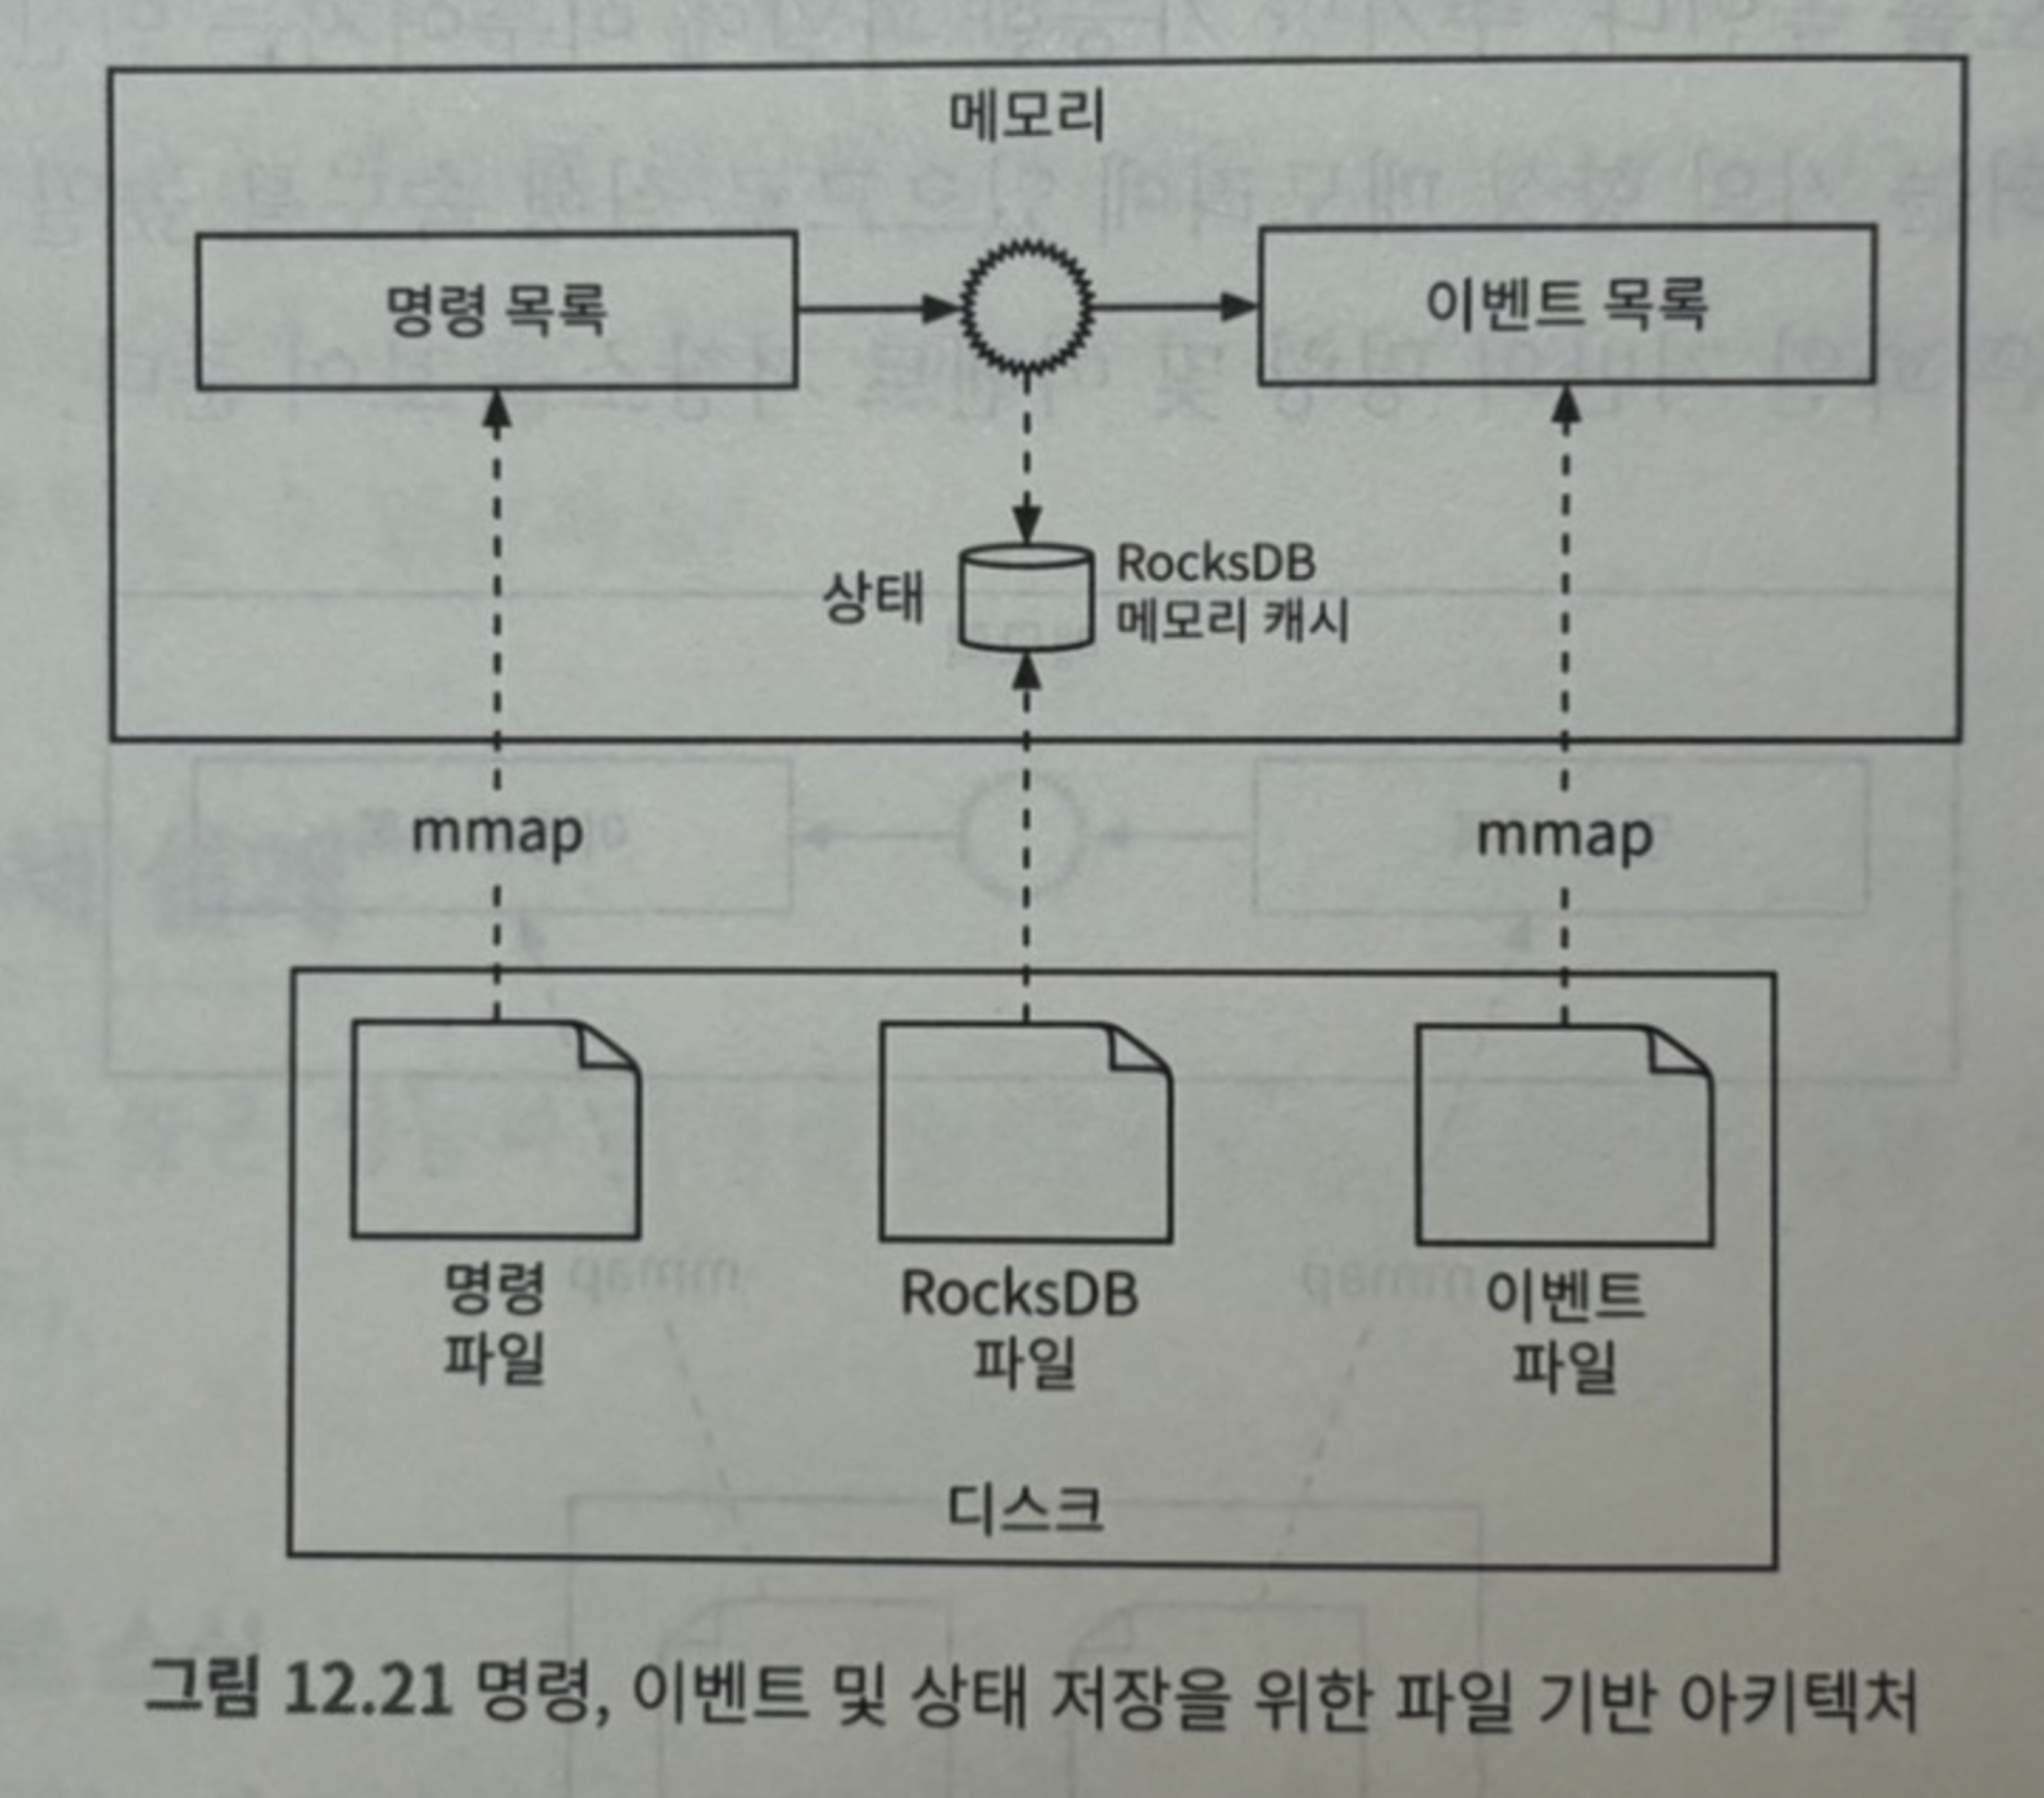 메모리
명령 목록
이벤트 목록
상태
RocksDB
메모리 캐시
mmap
mmap
명령
파일
RocksDB
파일
이벤트
파일
디스크
그림 12.21 명령, 이벤트 및 상태 저장을 위한 파일 기반 아키텍처